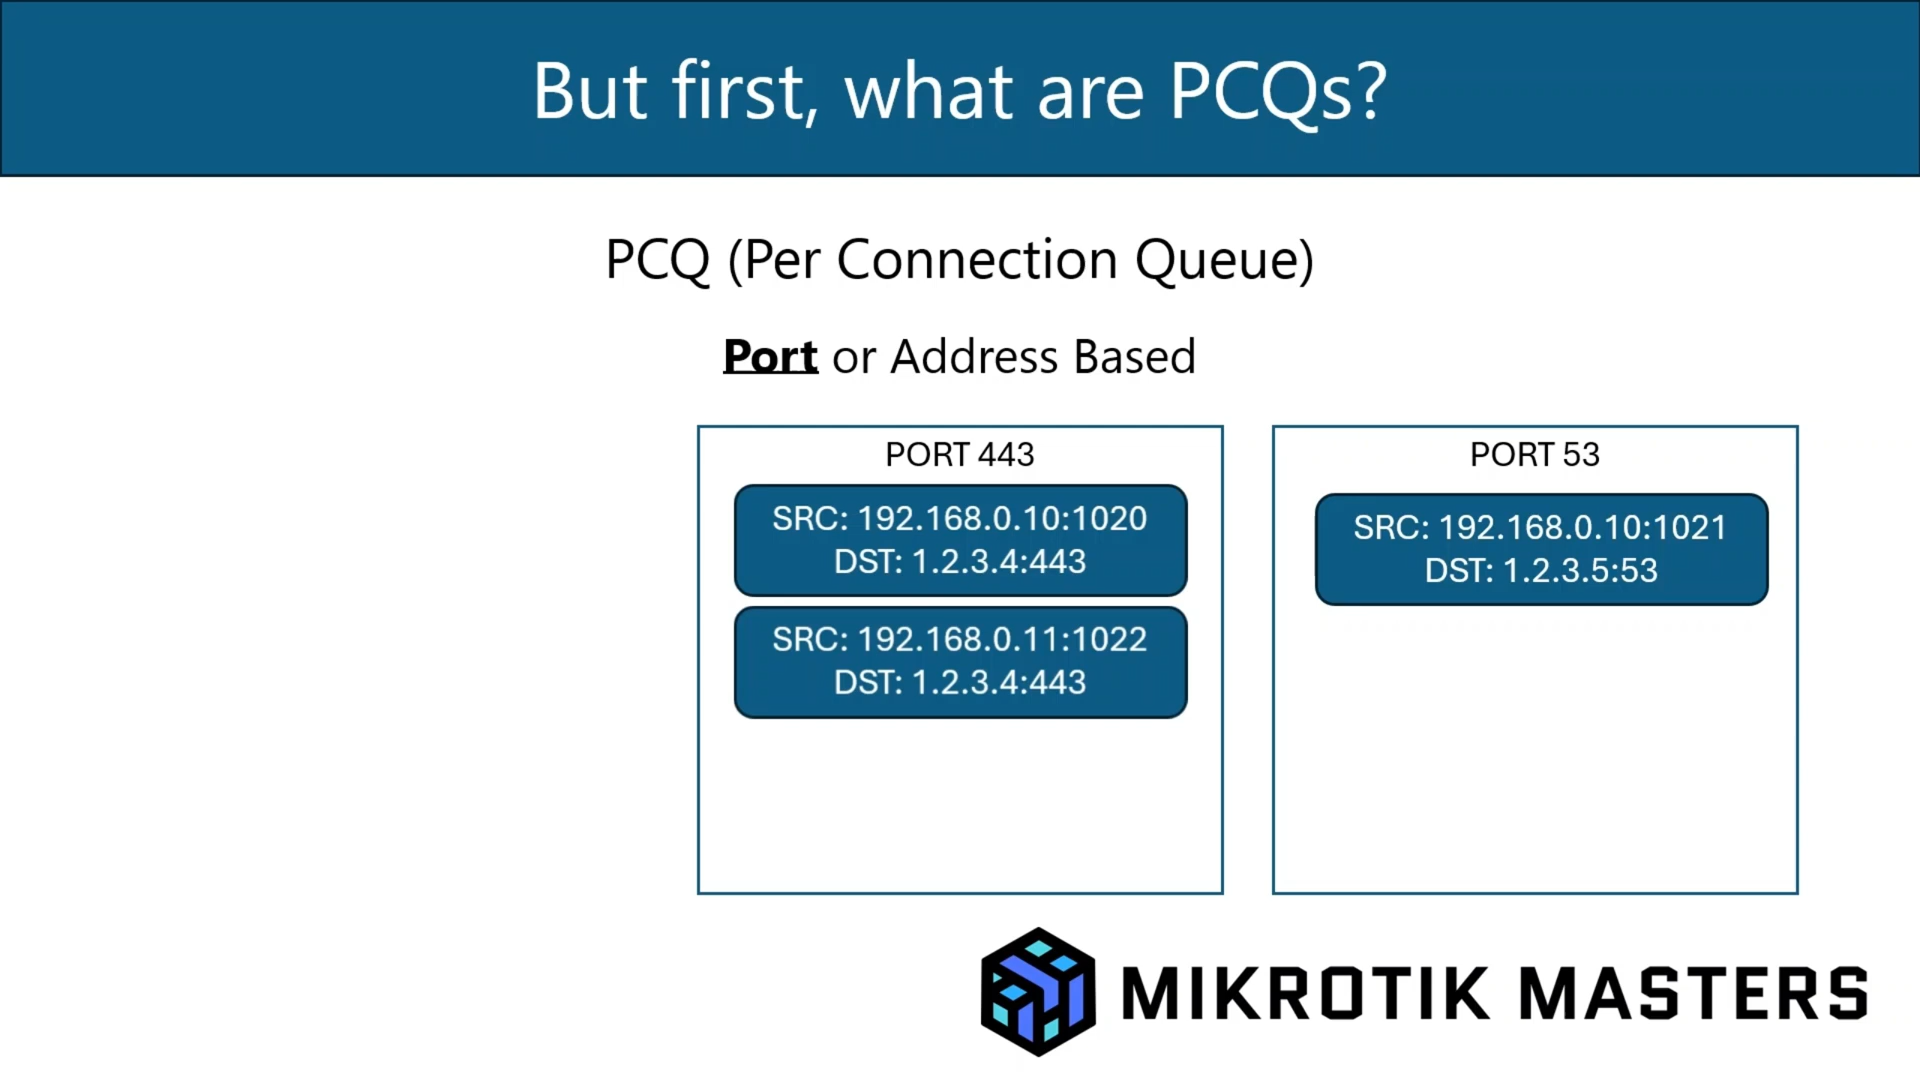 But first, what are PCQs?
PCQ (Per Connection Queue)
Port or Address Based
PORT 443
SRC: 192.168.0.10:1020
DST: 1.2.3.4:443
SRC: 192.168.0.11:1022
DST: 1.2.3.4:443
PORT 53
SRC: 192.168.0.10:1021
DST: 1.2.3.5:53
MIKROTIK MASTERS